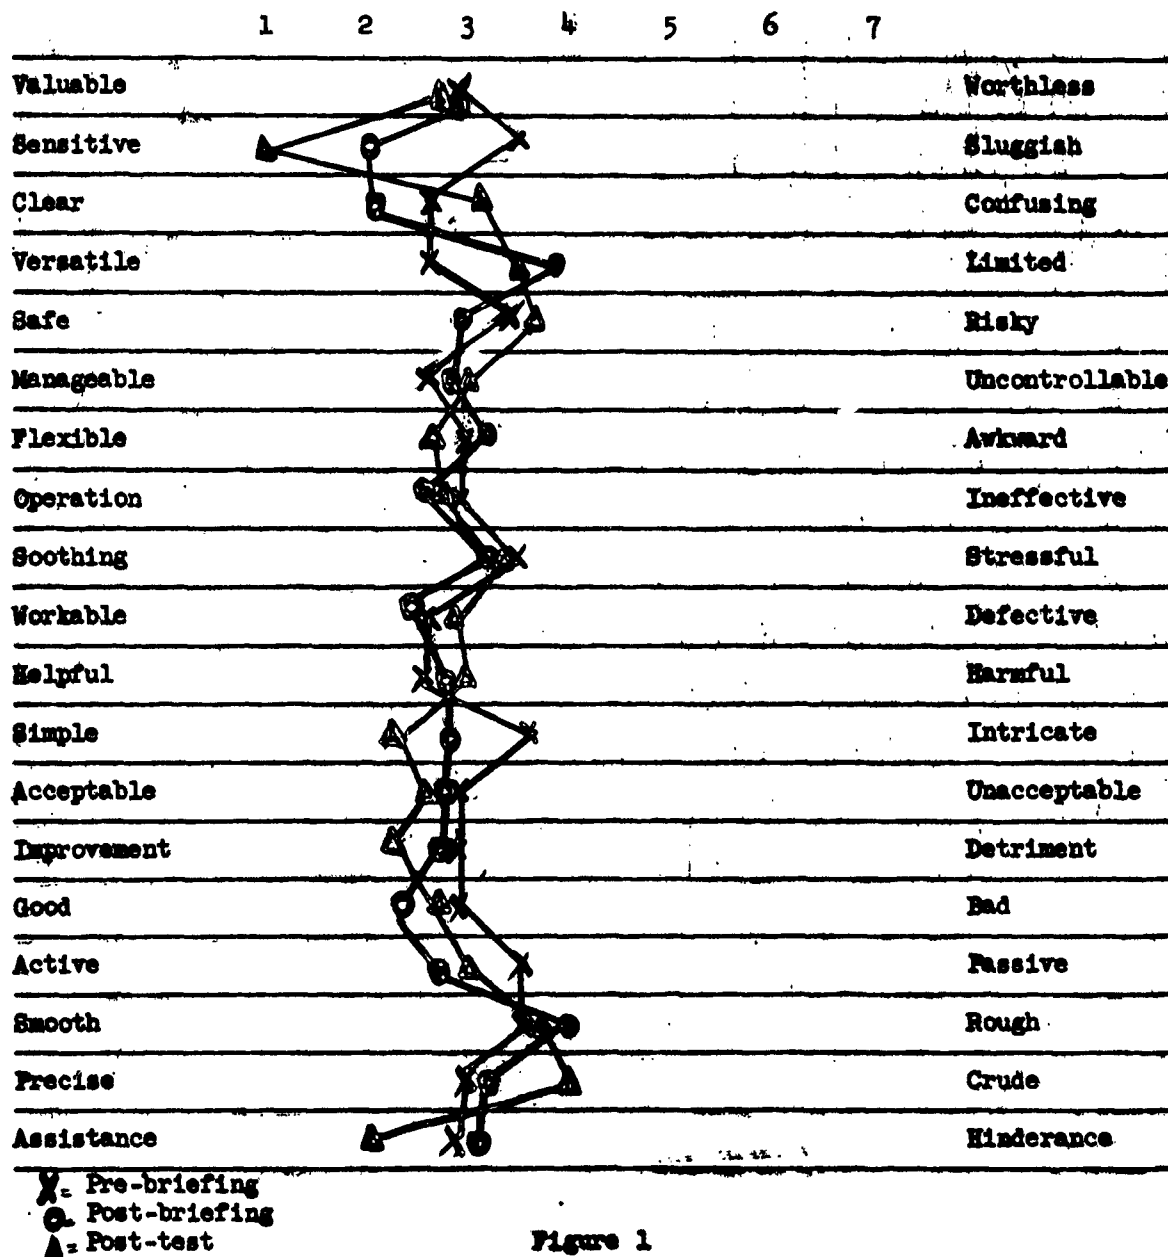 1 2 3 4 5 6 7
Valuable Worthless
Sensitive Sluggish
Clear Confusing
Versatile Limited
Safe Risky
Manageable Uncontrollable
Flexible Awkward
Operation Ineffective
Soothing Stressful
Workable Defective
Helpful Harmful
Simple Intricate
Acceptable Unacceptable
Improvement Detriment
Good Bad
Active Passive
Smooth Rough
Precise Crude
Assistance Hinderance
X = Pre-briefing
O = Post-briefing
△ = Post-test
Figure 1